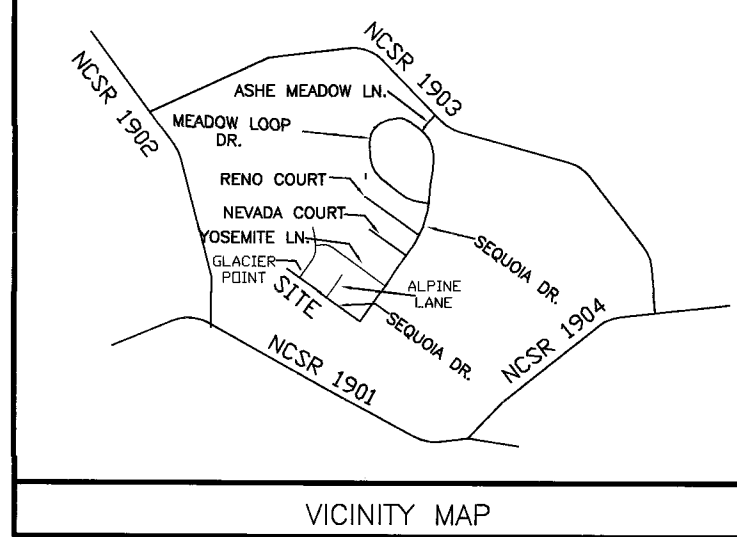 NCSR 1902
NCSR 1903
ASHE MEADOW LN.
MEADOW LOOP
DR.
RENO COURT
NEVADA COURT
YOSEMITE LN.
GLACIER
POINT
SITE
ALPINE
LANE
SEQUOIA DR.
SEQUOIA DR.
NCSR 1904
NCSR 1901
VICINITY MAP